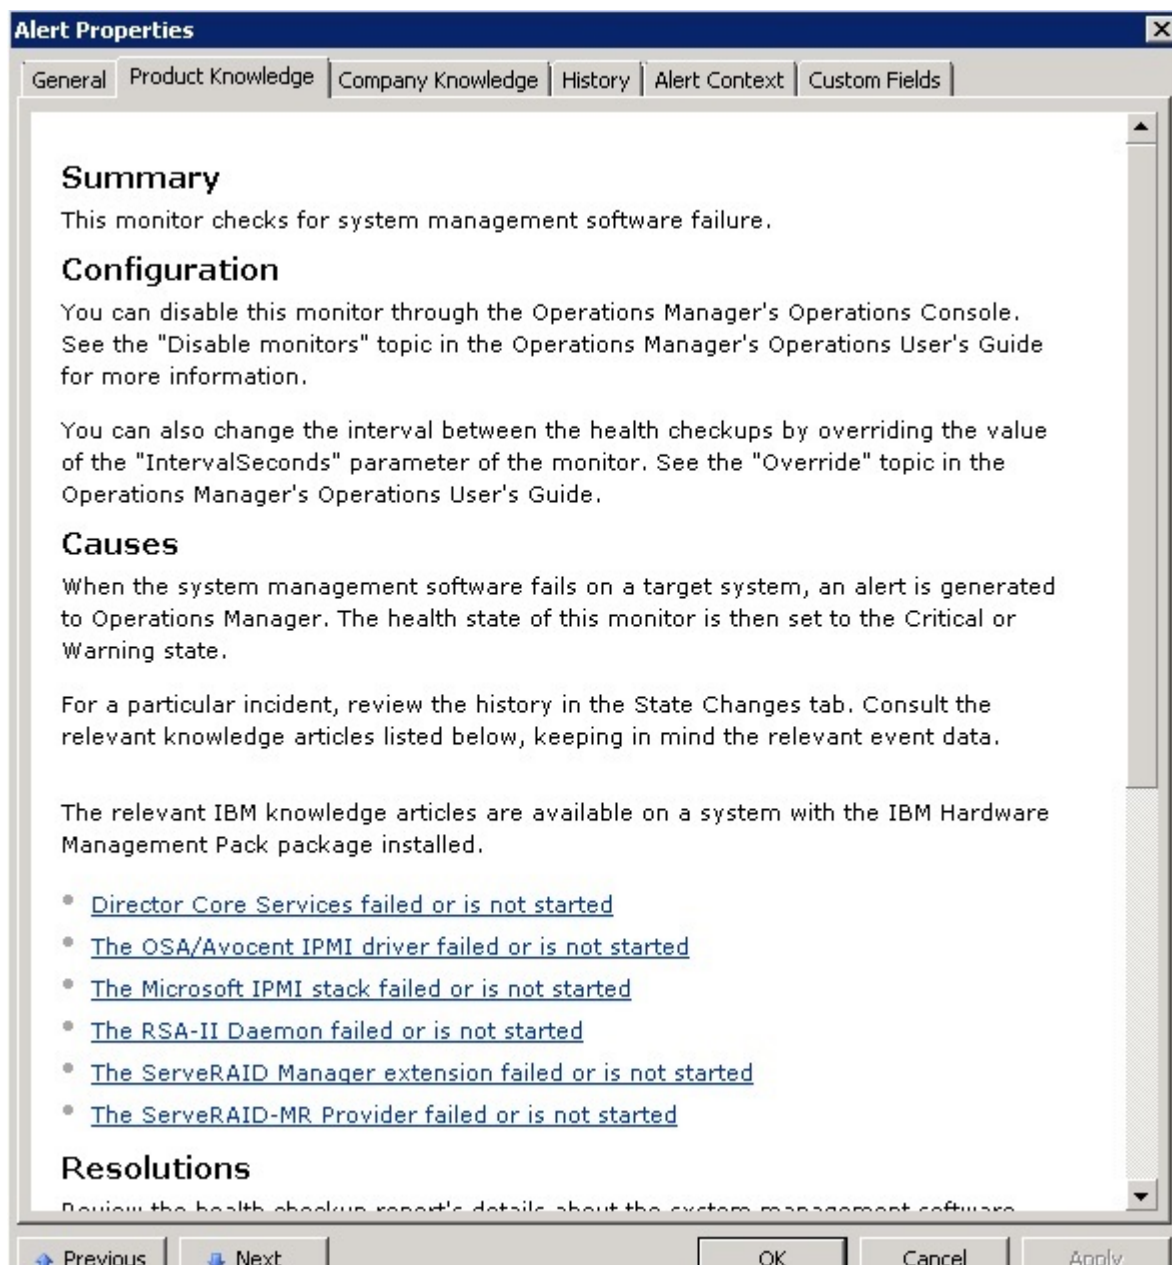 Alert Properties
General Product Knowledge Company Knowledge History Alert Context Custom Fields
Summary
This monitor checks for system management software failure.
Configuration
You can disable this monitor through the Operations Manager's Operations Console.
See the "Disable monitors" topic in the Operations Manager's Operations User's Guide
for more information.
You can also change the interval between the health checkups by overriding the value
of the "IntervalSeconds" parameter of the monitor. See the "Override" topic in the
Operations Manager's Operations User's Guide.
Causes
When the system management software fails on a target system, an alert is generated
to Operations Manager. The health state of this monitor is then set to the Critical or
Warning state.
For a particular incident, review the history in the State Changes tab. Consult the
relevant knowledge articles listed below, keeping in mind the relevant event data.
The relevant IBM knowledge articles are available on a system with the IBM Hardware
Management Pack package installed.
Director Core Services failed or is not started
The OSA/Avocent IPMI driver failed or is not started
The Microsoft IPMI stack failed or is not started
The RSA-II Daemon failed or is not started
The ServeRAID Manager extension failed or is not started
The ServeRAID-MR Provider failed or is not started
Resolutions
Review the health checkup report's details about the system management software
Previous Next OK Cancel Apply